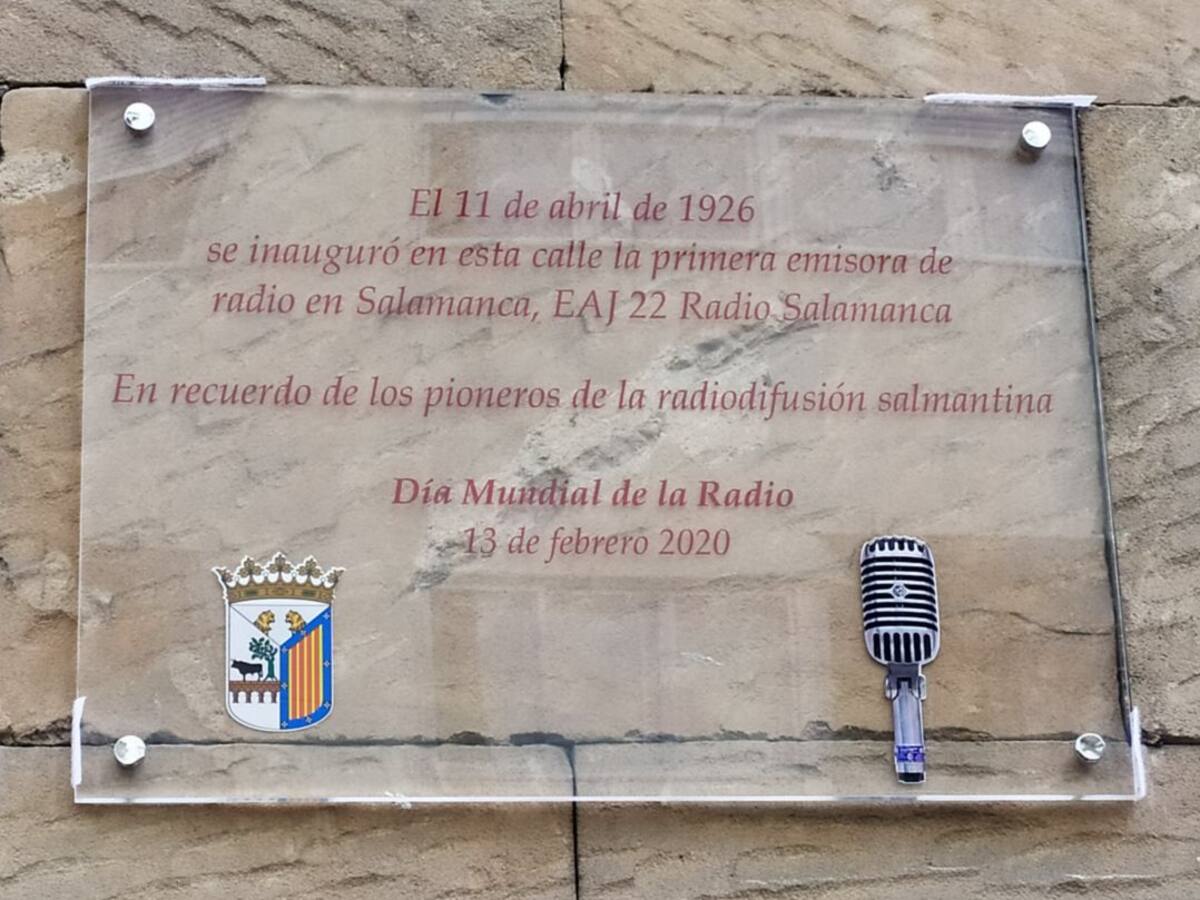 El 11 de abril de 1926
se inauguró en esta calle la primera emisora de
radio en Salamanca, EAJ 22 Radio Salamanca
En recuerdo de los pioneros de la radiodifusión salmantina
Día Mundial de la Radio
13 de febrero 2020